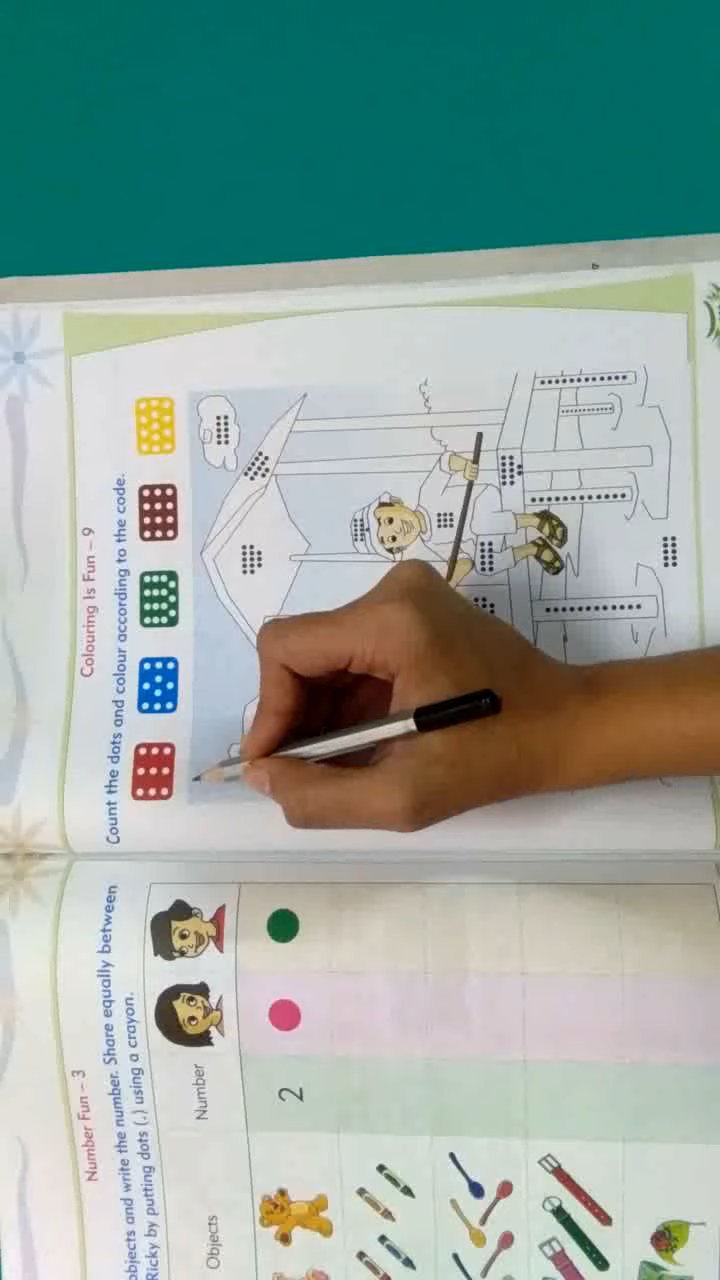 Number Fun – 3
objects and write the number. Share equally between
Ricky by putting dots (.) using a crayon.
Objects
Number
2
Colouring Is Fun – 9
Count the dots and colour according to the code.